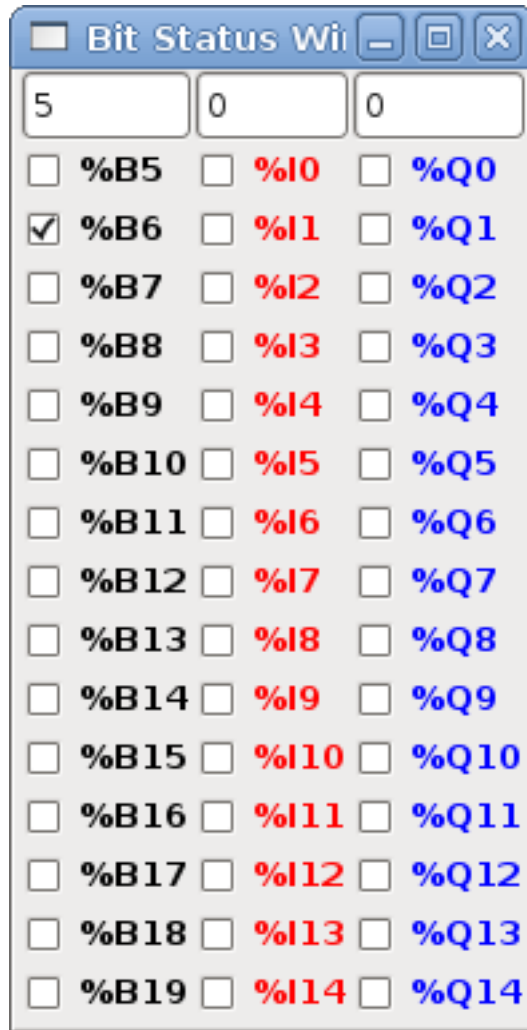 Bit Status Wi
5 0 0
%B5 %I0 %Q0
%B6 %I1 %Q1
%B7 %I2 %Q2
%B8 %I3 %Q3
%B9 %I4 %Q4
%B10 %I5 %Q5
%B11 %I6 %Q6
%B12 %I7 %Q7
%B13 %I8 %Q8
%B14 %I9 %Q9
%B15 %I10 %Q10
%B16 %I11 %Q11
%B17 %I12 %Q12
%B18 %I13 %Q13
%B19 %I14 %Q14